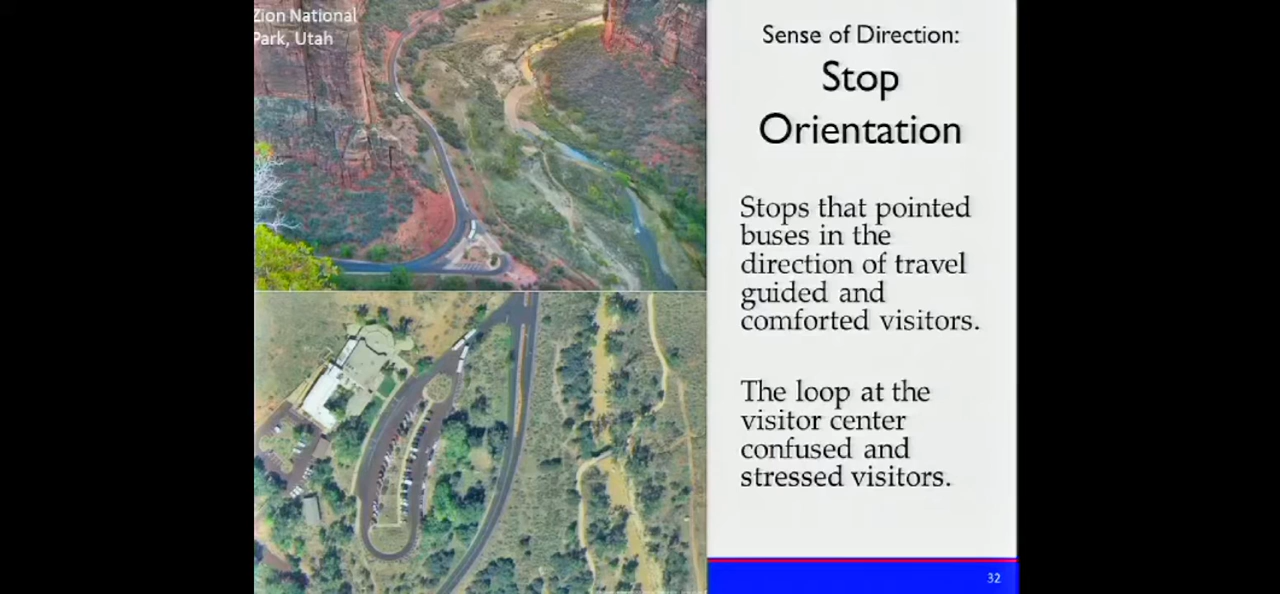 Zion National
Park, Utah
Sense of Direction:
Stop
Orientation
Stops that pointed
buses in the
direction of travel
guided and
comforted visitors.
The loop at the
visitor center
confused and
stressed visitors.
32